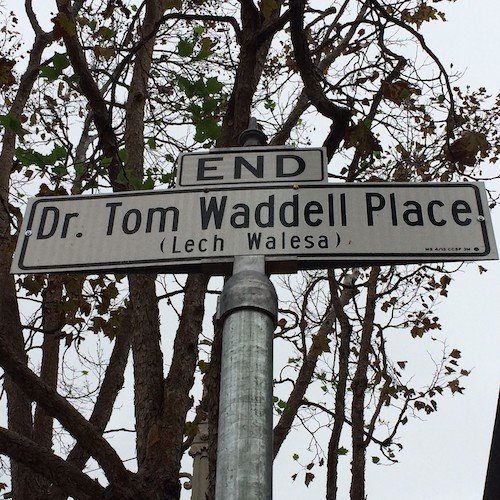 END
Dr. Tom Waddell Place
(Lech Walesa)